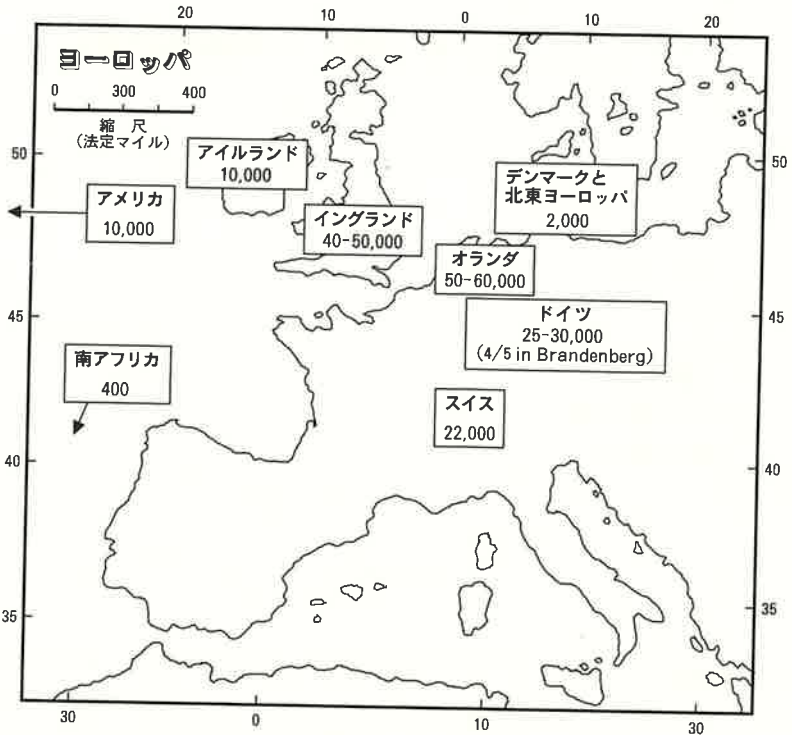 20 10 0 10 20
ヨーロッパ
0 300 400
縮 尺
(法定マイル)
50
50
アイルランド
10,000
アメリカ
10,000
イングランド
40-50,000
デンマークと
北東ヨーロッパ
2,000
オランダ
50-60,000
45
45
ドイツ
25-30,000
(4/5 in Brandenberg)
南アフリカ
400
スイス
22,000
40
40
35
35
30 0 10 30